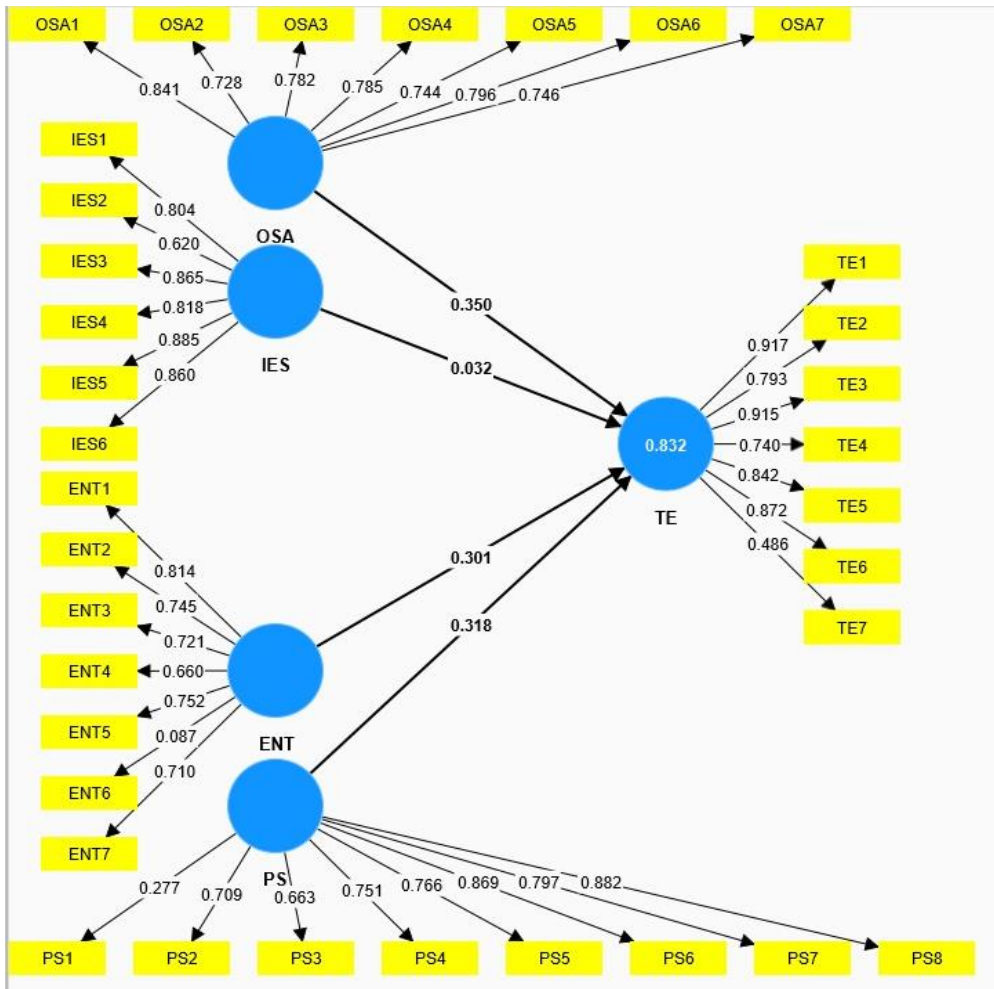 OSA1 OSA2 OSA3 OSA4 OSA5 OSA6 OSA7
0.841 0.728 0.782 0.785 0.744 0.796 0.746
OSA
IES1
IES2
IES3
IES4
IES5
IES6
0.804
0.620
0.865
0.818
0.885
0.860
IES
ENT1
ENT2
ENT3
ENT4
ENT5
ENT6
ENT7
0.814
0.745
0.721
0.660
0.752
0.087
0.710
ENT
PS
0.277 0.709 0.663 0.751 0.766 0.869 0.797 0.882
PS1 PS2 PS3 PS4 PS5 PS6 PS7 PS8
0.350
0.032
0.301
0.318
0.832
TE
0.917
0.793
0.915
0.740
0.842
0.872
0.486
TE1
TE2
TE3
TE4
TE5
TE6
TE7